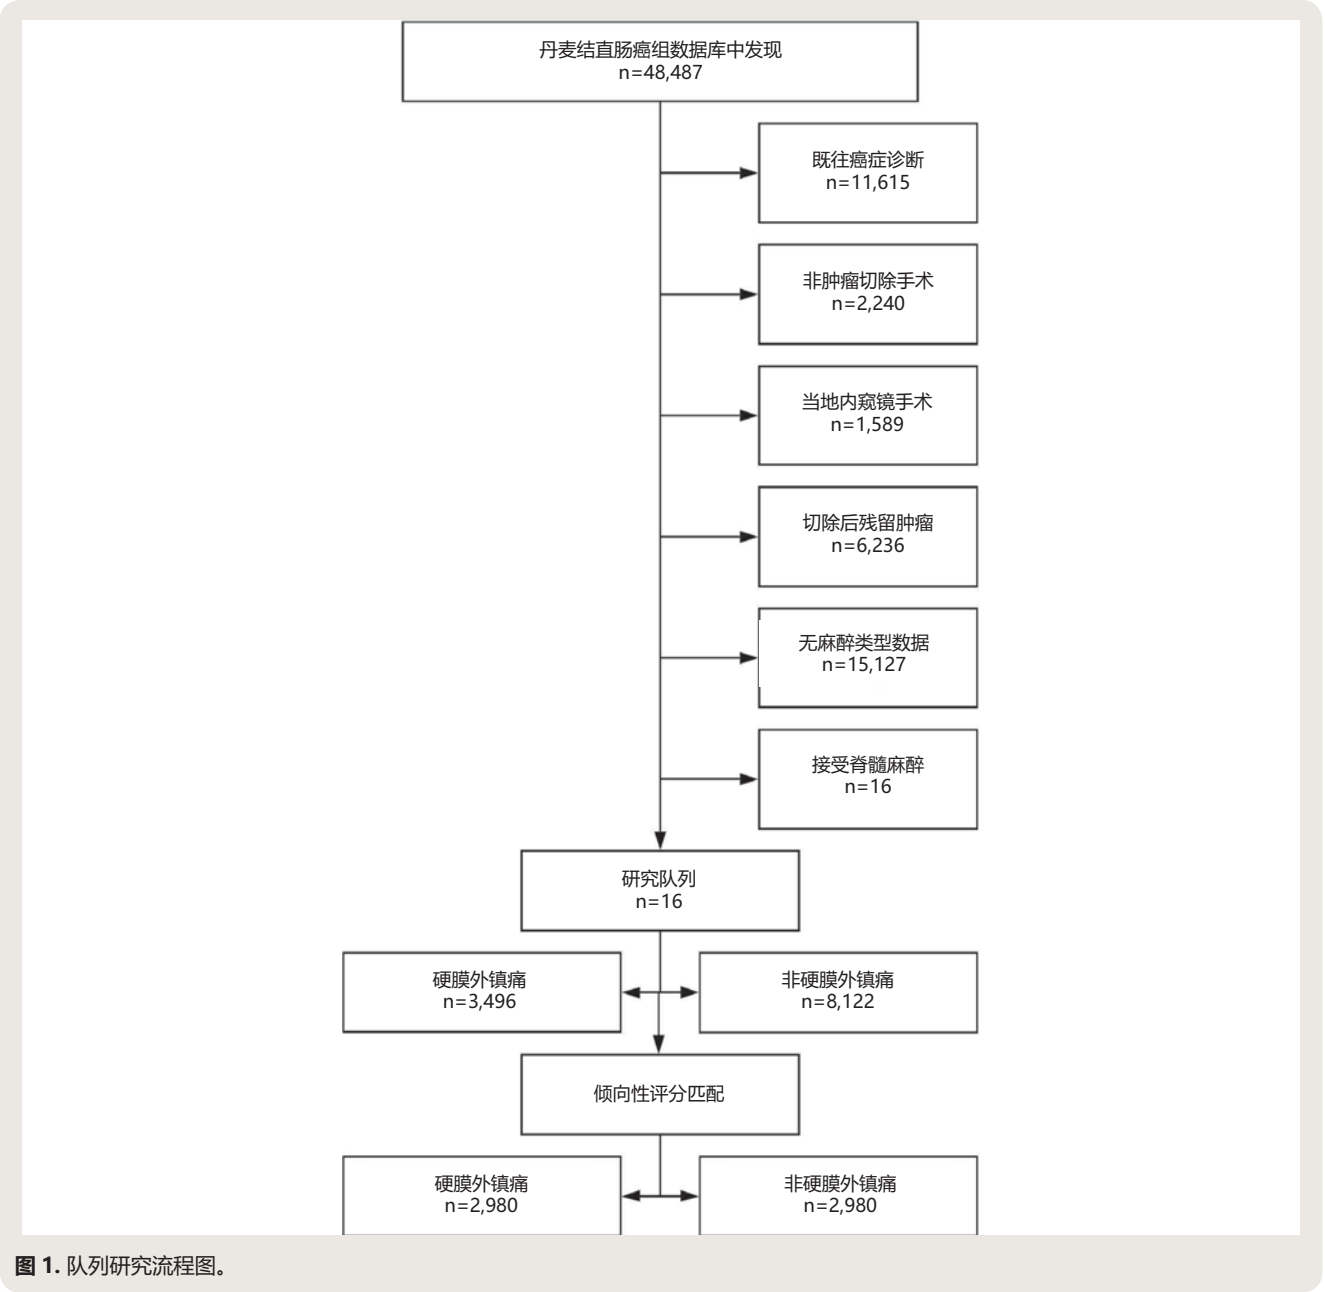 丹麦结直肠癌组数据库中发现
n=48,487
既往癌症诊断
n=11,615
非肿瘤切除手术
n=2,240
当地内窥镜手术
n=1,589
切除后残留肿瘤
n=6,236
无麻醉类型数据
n=15,127
接受脊髓麻醉
n=16
研究队列
n=16
硬膜外镇痛
n=3,496
非硬膜外镇痛
n=8,122
倾向性评分匹配
硬膜外镇痛
n=2,980
非硬膜外镇痛
n=2,980
图 1. 队列研究流程图。